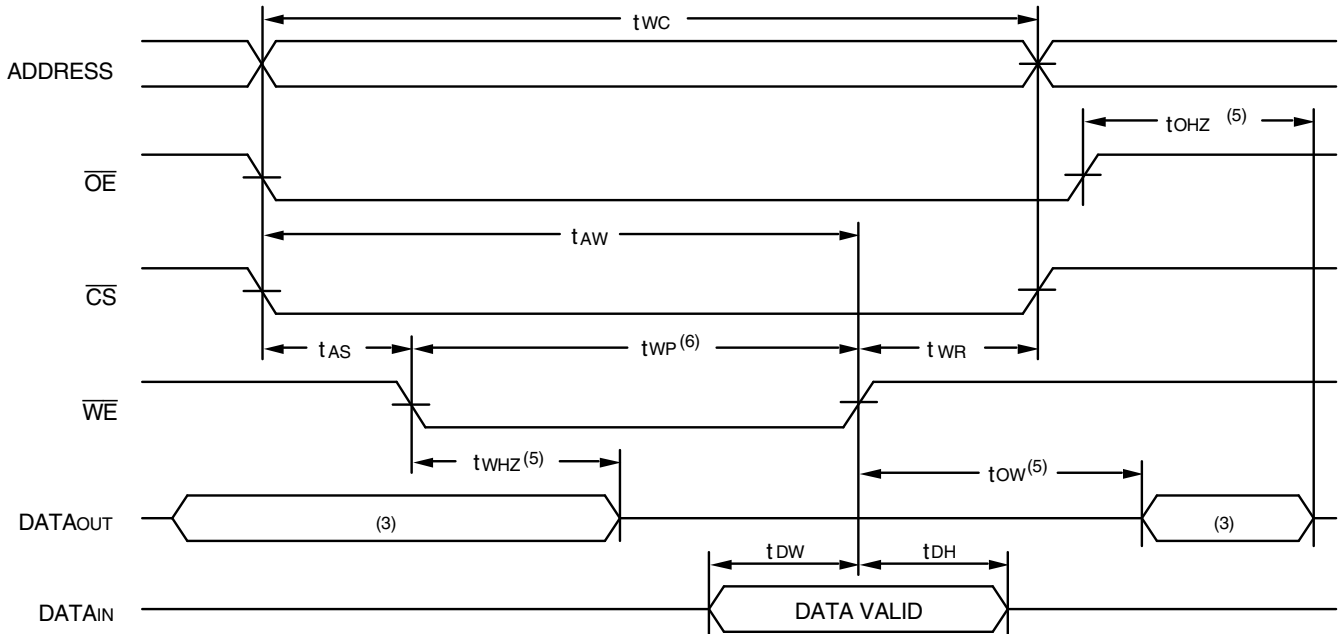 tWC
ADDRESS
tOHZ (5)
OE
tAW
CS
tAS tWP(6) tWR
WE
tWHZ(5) tOW(5)
DATAOUT (3) (3)
tDW tDH
DATAIN DATA VALID